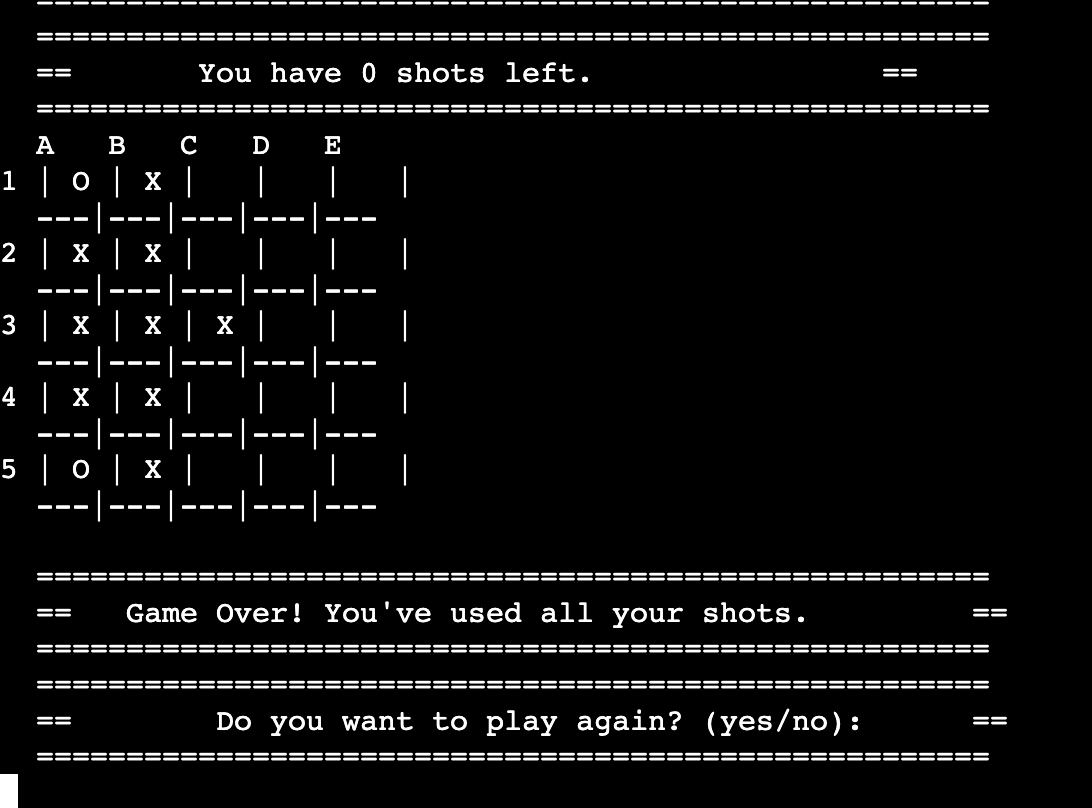 =====================================================
=====================================================
==       You have 0 shots left.                ==
=====================================================
  A   B   C   D   E
1 | O | X |   |   |   |
  ---|---|---|---|---
2 | X | X |   |   |   |
  ---|---|---|---|---
3 | X | X | X |   |   |
  ---|---|---|---|---
4 | X | X |   |   |   |
  ---|---|---|---|---
5 | O | X |   |   |   |
  ---|---|---|---|---
=====================================================
==   Game Over! You've used all your shots.         ==
=====================================================
=====================================================
==        Do you want to play again? (yes/no):      ==
=====================================================